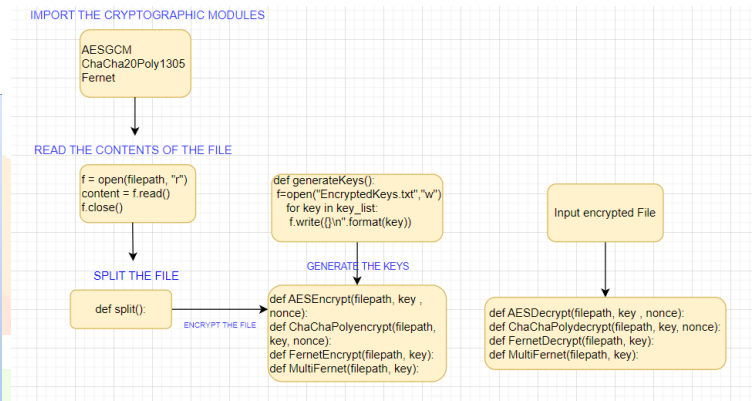 IMPORT THE CRYPTOGRAPHIC MODULES
AESGCM
ChaCha20Poly1305
Fernet
READ THE CONTENTS OF THE FILE
f = open(filepath, "r")
content = f.read()
f.close()
SPLIT THE FILE
def split():
ENCRYPT THE FILE
def generateKeys():
f=open("EncryptedKeys.txt","w")
for key in key_list:
f.write({}\n".format(key))
GENERATE THE KEYS
def AESEncrypt(filepath, key ,
nonce):
def ChaChaPolyencrypt(filepath,
key, nonce):
def FernetEncrypt(filepath, key):
def MultiFernet(filepath, key):
Input encrypted File
def AESDecrypt(filepath, key , nonce):
def ChaChaPolydecrypt(filepath, key, nonce):
def FernetDecrypt(filepath, key):
def MultiFernet(filepath, key):